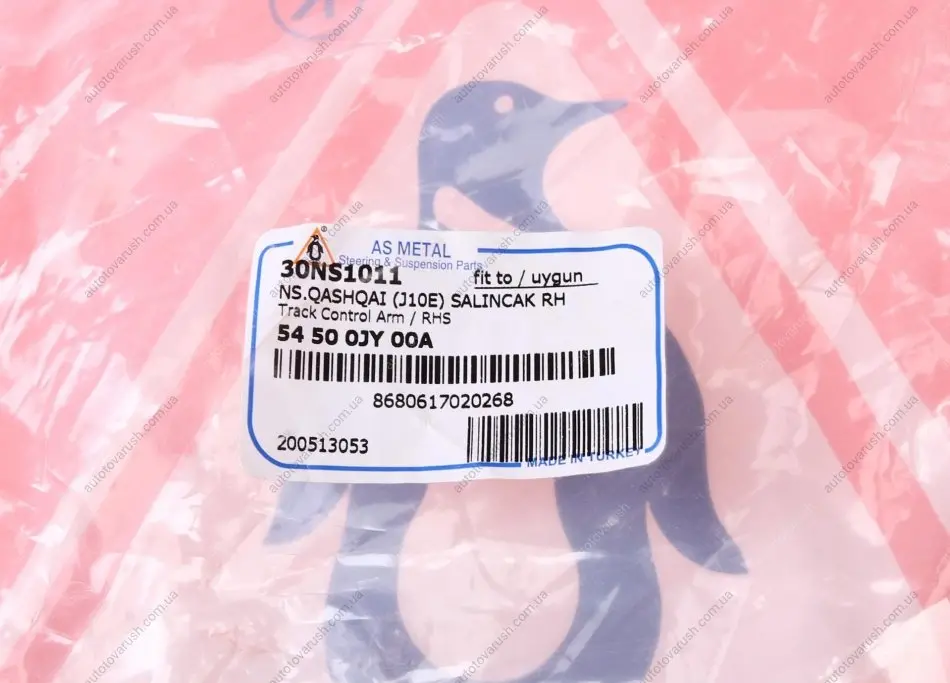 K
AS METAL
Steering & Suspension Parts
30NS1011
fit to / uygun
NS.QASHQAI (J10E) SALINCAK RH
Track Control Arm / RHS
54 50 0JY 00A
8680617020268
200513053
MADE IN TURKEY
autotovarush.com.ua